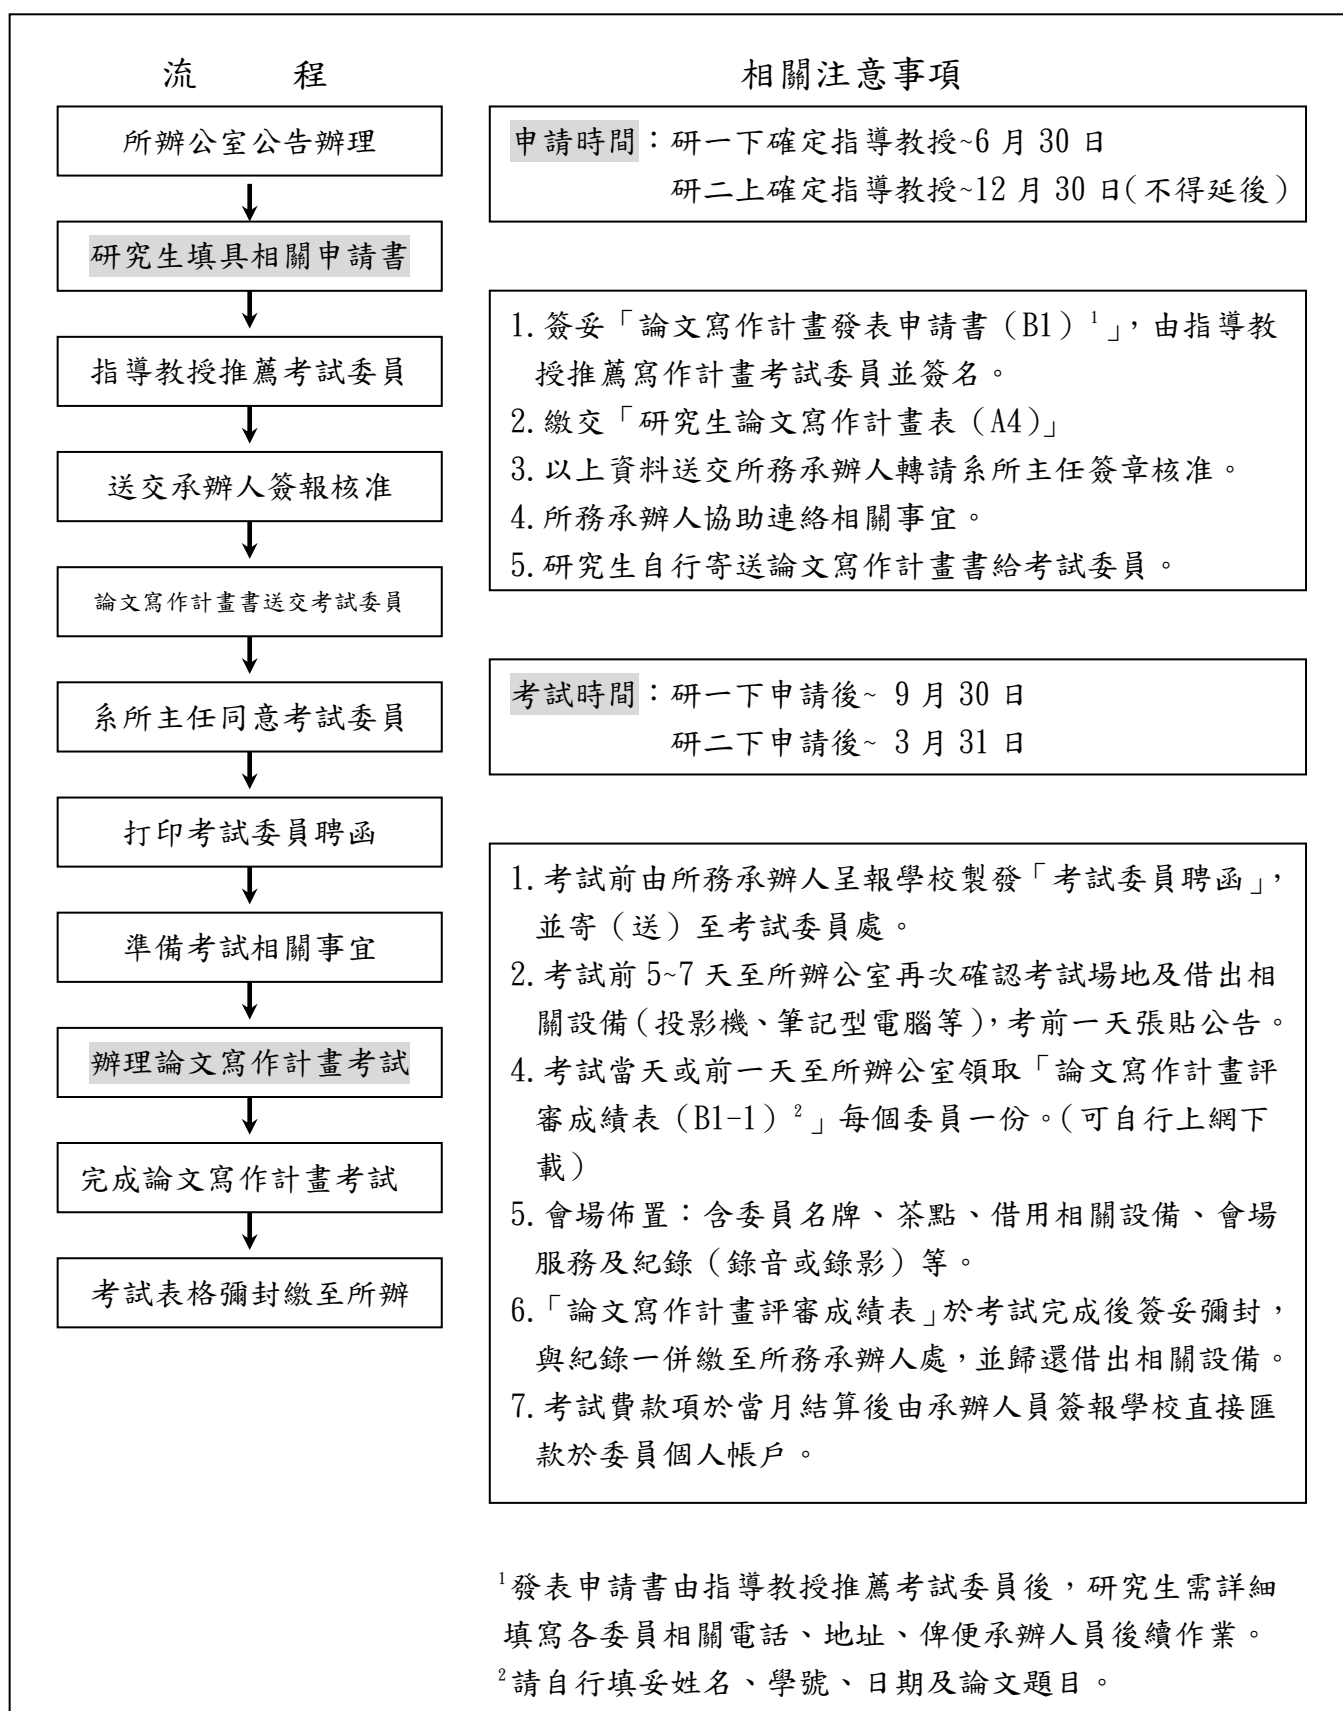 流 程
所辦公室公告辦理
研究生填具相關申請書
指導教授推薦考試委員
送交承辦人簽報核准
論文寫作計畫書送交考試委員
系所主任同意考試委員
打印考試委員聘函
準備考試相關事宜
辦理論文寫作計畫考試
完成論文寫作計畫考試
考試表格彌封繳至所辦
相關注意事項
申請時間：研一下確定指導教授~6 月 30 日
研二上確定指導教授~12 月 30 日(不得延後)
1.簽妥「論文寫作計畫發表申請書（B1）¹」，由指導教
授推薦寫作計畫考試委員並簽名。
2.繳交「研究生論文寫作計畫表（A4）」
3.以上資料送交所務承辦人轉請系所主任簽章核准。
4.所務承辦人協助連絡相關事宜。
5.研究生自行寄送論文寫作計畫書給考試委員。
考試時間：研一下申請後~ 9 月 30 日
研二下申請後~ 3 月 31 日
1.考試前由所務承辦人呈報學校製發「考試委員聘函」，
並寄（送）至考試委員處。
2.考試前 5~7 天至所辦公室再次確認考試場地及借出相
關設備(投影機、筆記型電腦等)，考前一天張貼公告。
4.考試當天或前一天至所辦公室領取「論文寫作計畫評
審成績表（B1-1）²」每個委員一份。(可自行上網下
載)
5.會場佈置：含委員名牌、茶點、借用相關設備、會場
服務及紀錄（錄音或錄影）等。
6.「論文寫作計畫評審成績表」於考試完成後簽妥彌封，
與紀錄一併繳至所務承辦人處，並歸還借出相關設備。
7.考試費款項於當月結算後由承辦人員簽報學校直接匯
款於委員個人帳戶。
¹發表申請書由指導教授推薦考試委員後，研究生需詳細
填寫各委員相關電話、地址、俾便承辦人員後續作業。
²請自行填妥姓名、學號、日期及論文題目。